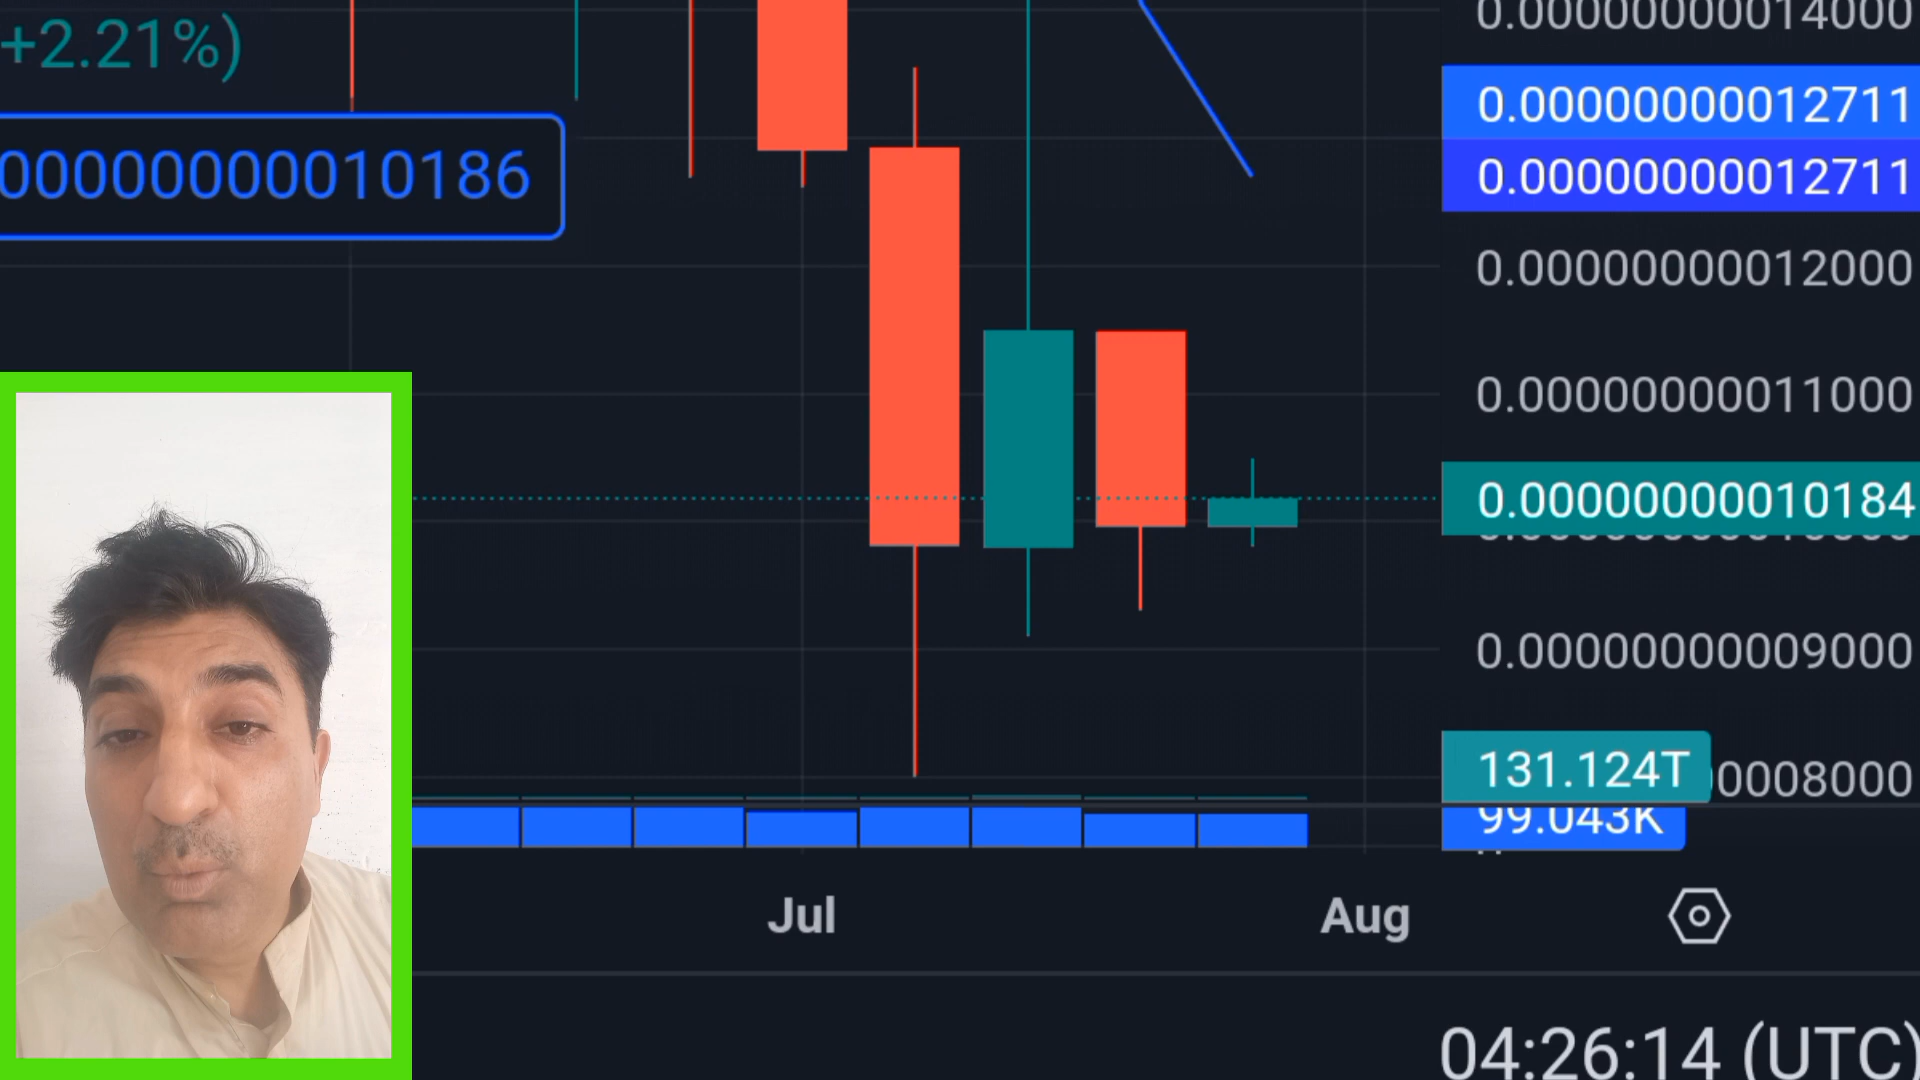 +2.21%)
00000000010186
0.00000000014000
0.00000000012711
0.00000000012711
0.00000000012000
0.00000000011000
0.00000000010184
0.00000000009000
131.124T
00008000
99.043K
Jul
Aug
04:26:14 (UTC)